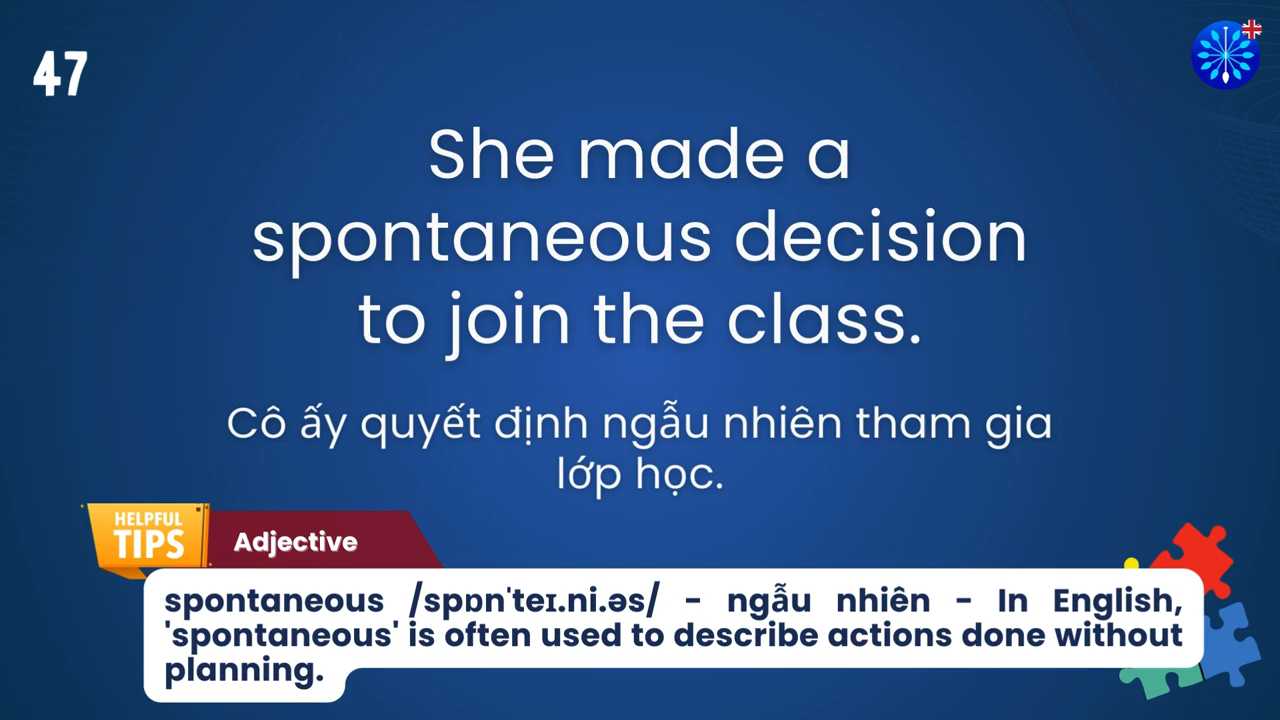 47
She made a
spontaneous decision
to join the class.
Cô ấy quyết định ngẫu nhiên tham gia
lớp học.
HELPFUL
TIPS
Adjective
spontaneous /spɒnˈteɪ.ni.əs/ - ngẫu nhiên - In English,
'spontaneous' is often used to describe actions done without
planning.